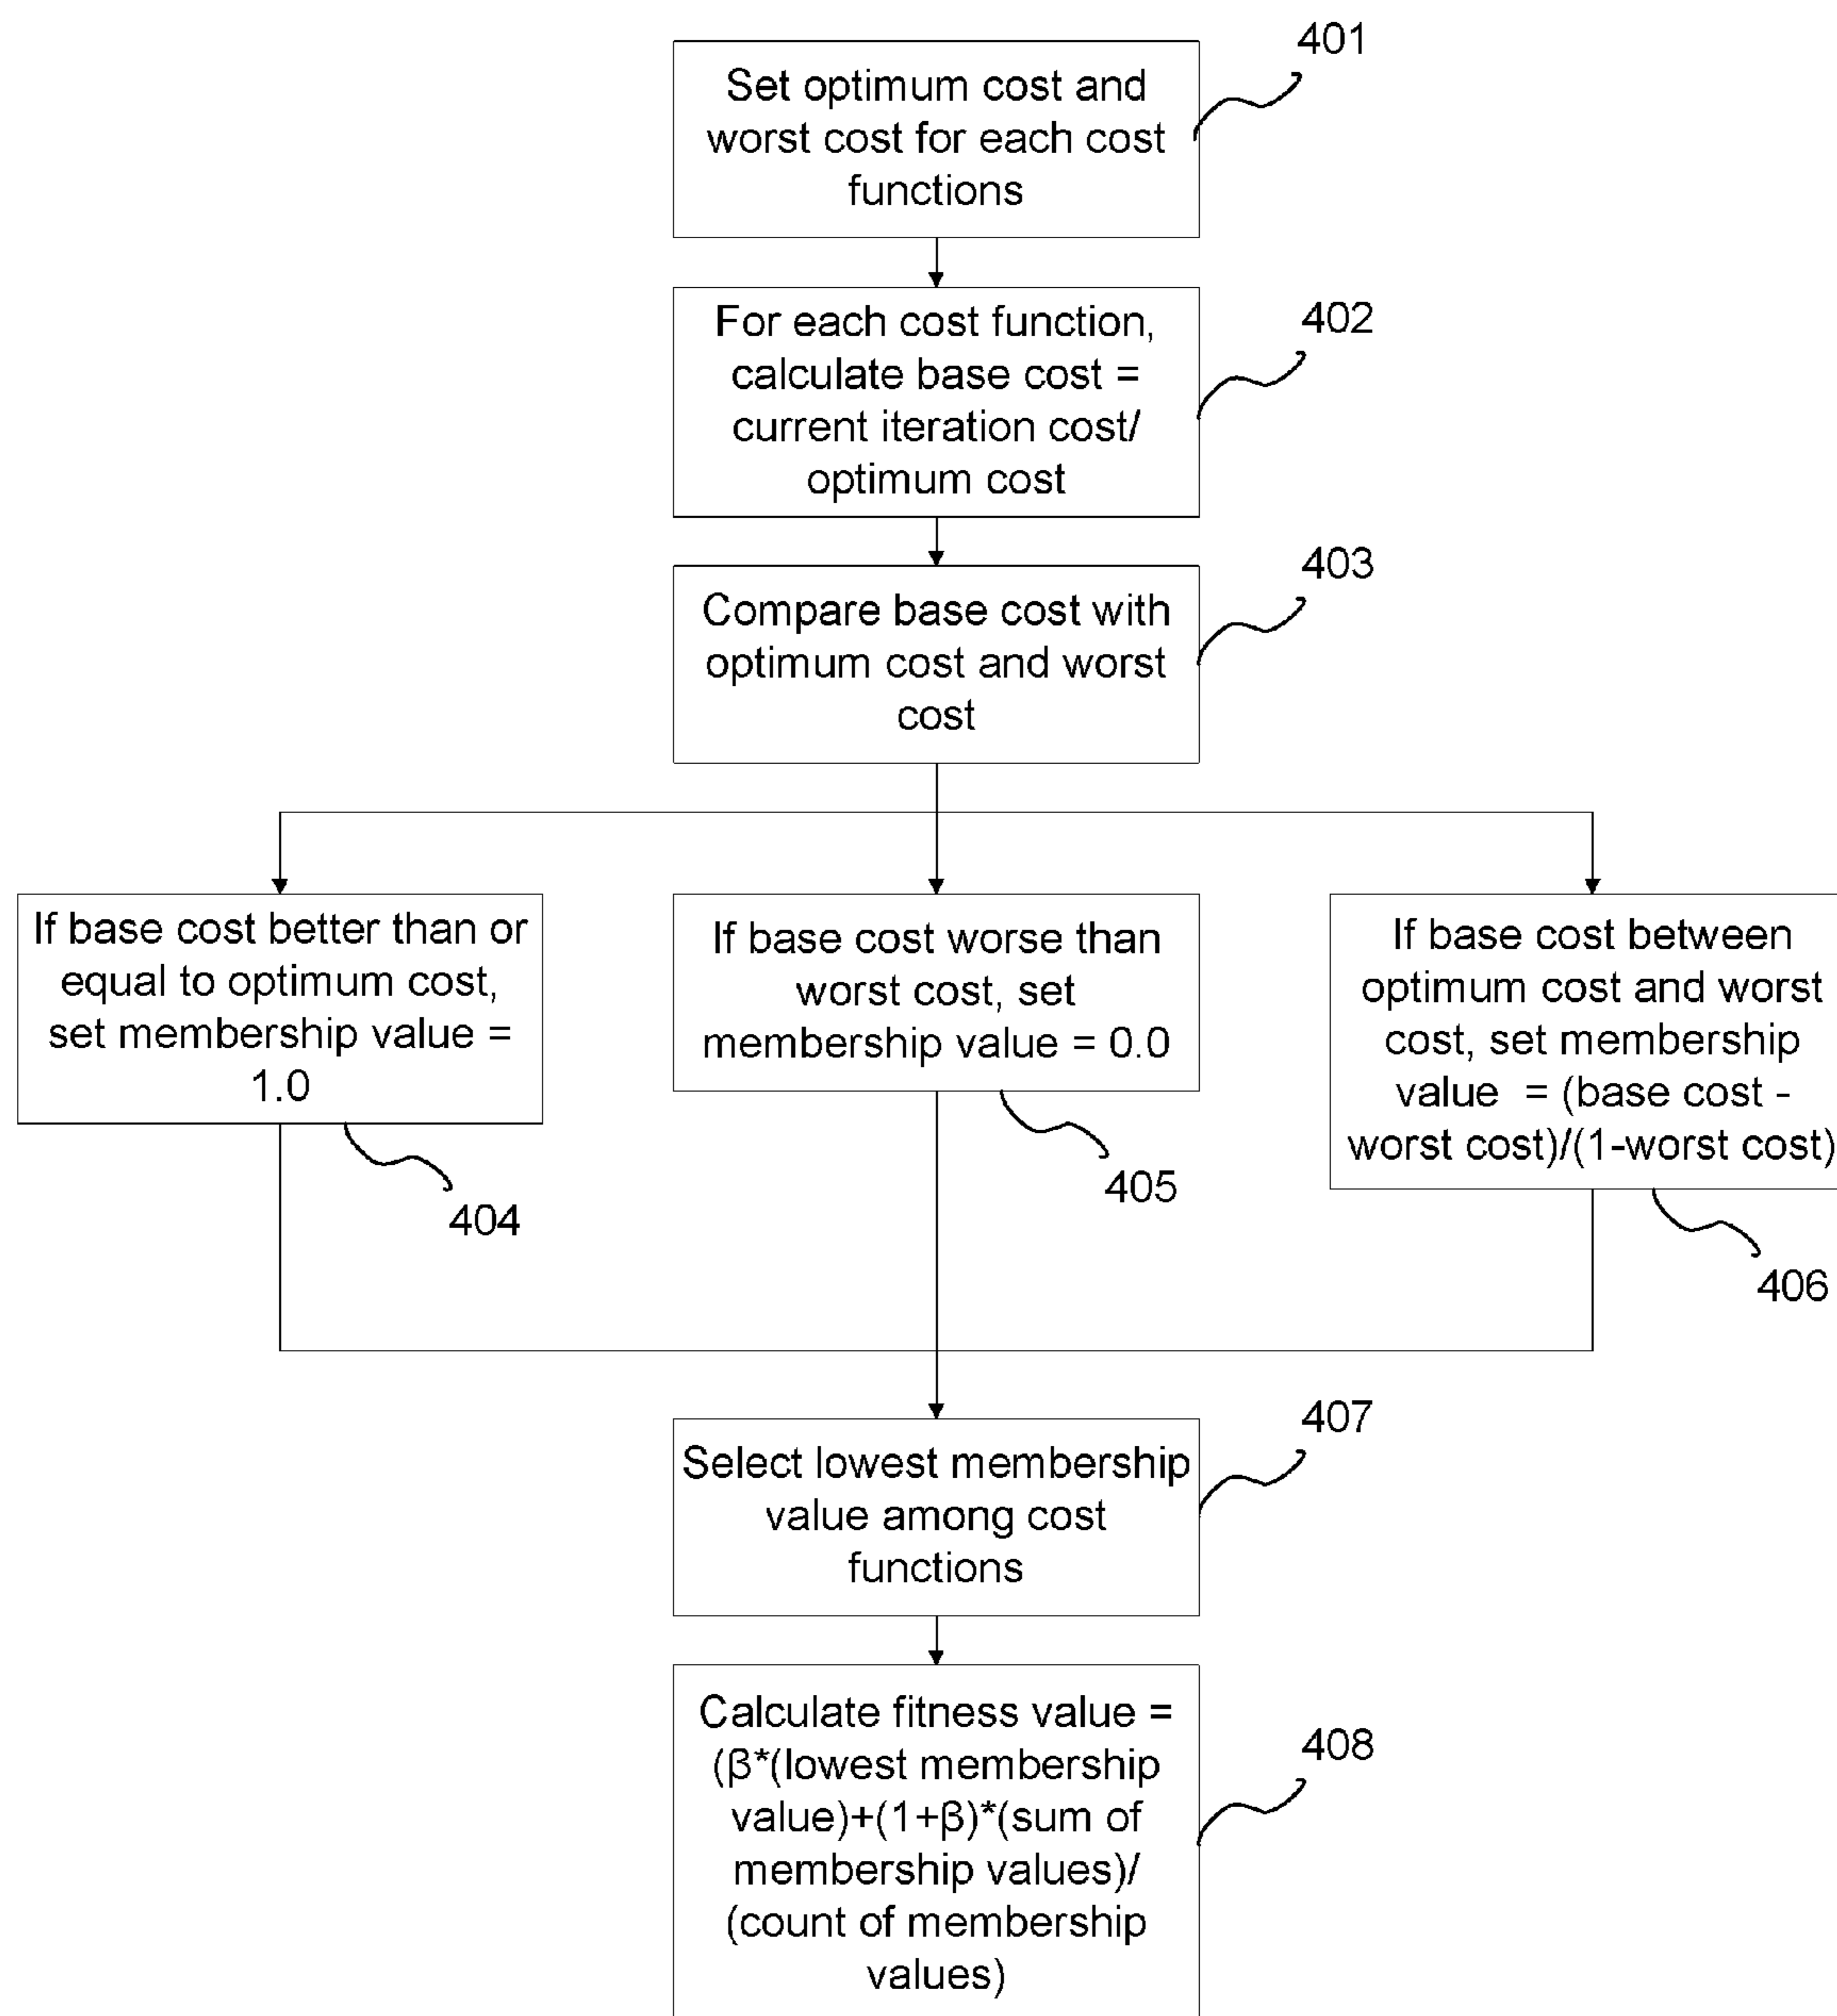 401
Set optimum cost and
worst cost for each cost
functions
402
For each cost function,
calculate base cost =
current iteration cost/
optimum cost
403
Compare base cost with
optimum cost and worst
cost
If base cost better than or
equal to optimum cost,
set membership value =
1.0
404
If base cost worse than
worst cost, set
membership value = 0.0
405
If base cost between
optimum cost and worst
cost, set membership
value = (base cost -
worst cost)/(1-worst cost)
406
407
Select lowest membership
value among cost
functions
408
Calculate fitness value =
(β*(lowest membership
value)+(1+β)*(sum of
membership values)/
(count of membership
values)